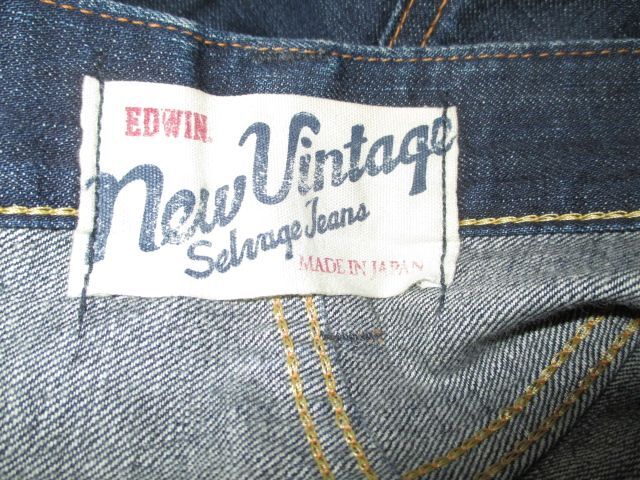 EDWIN
New Vintage
Selvage Jeans
MADE IN JAPAN